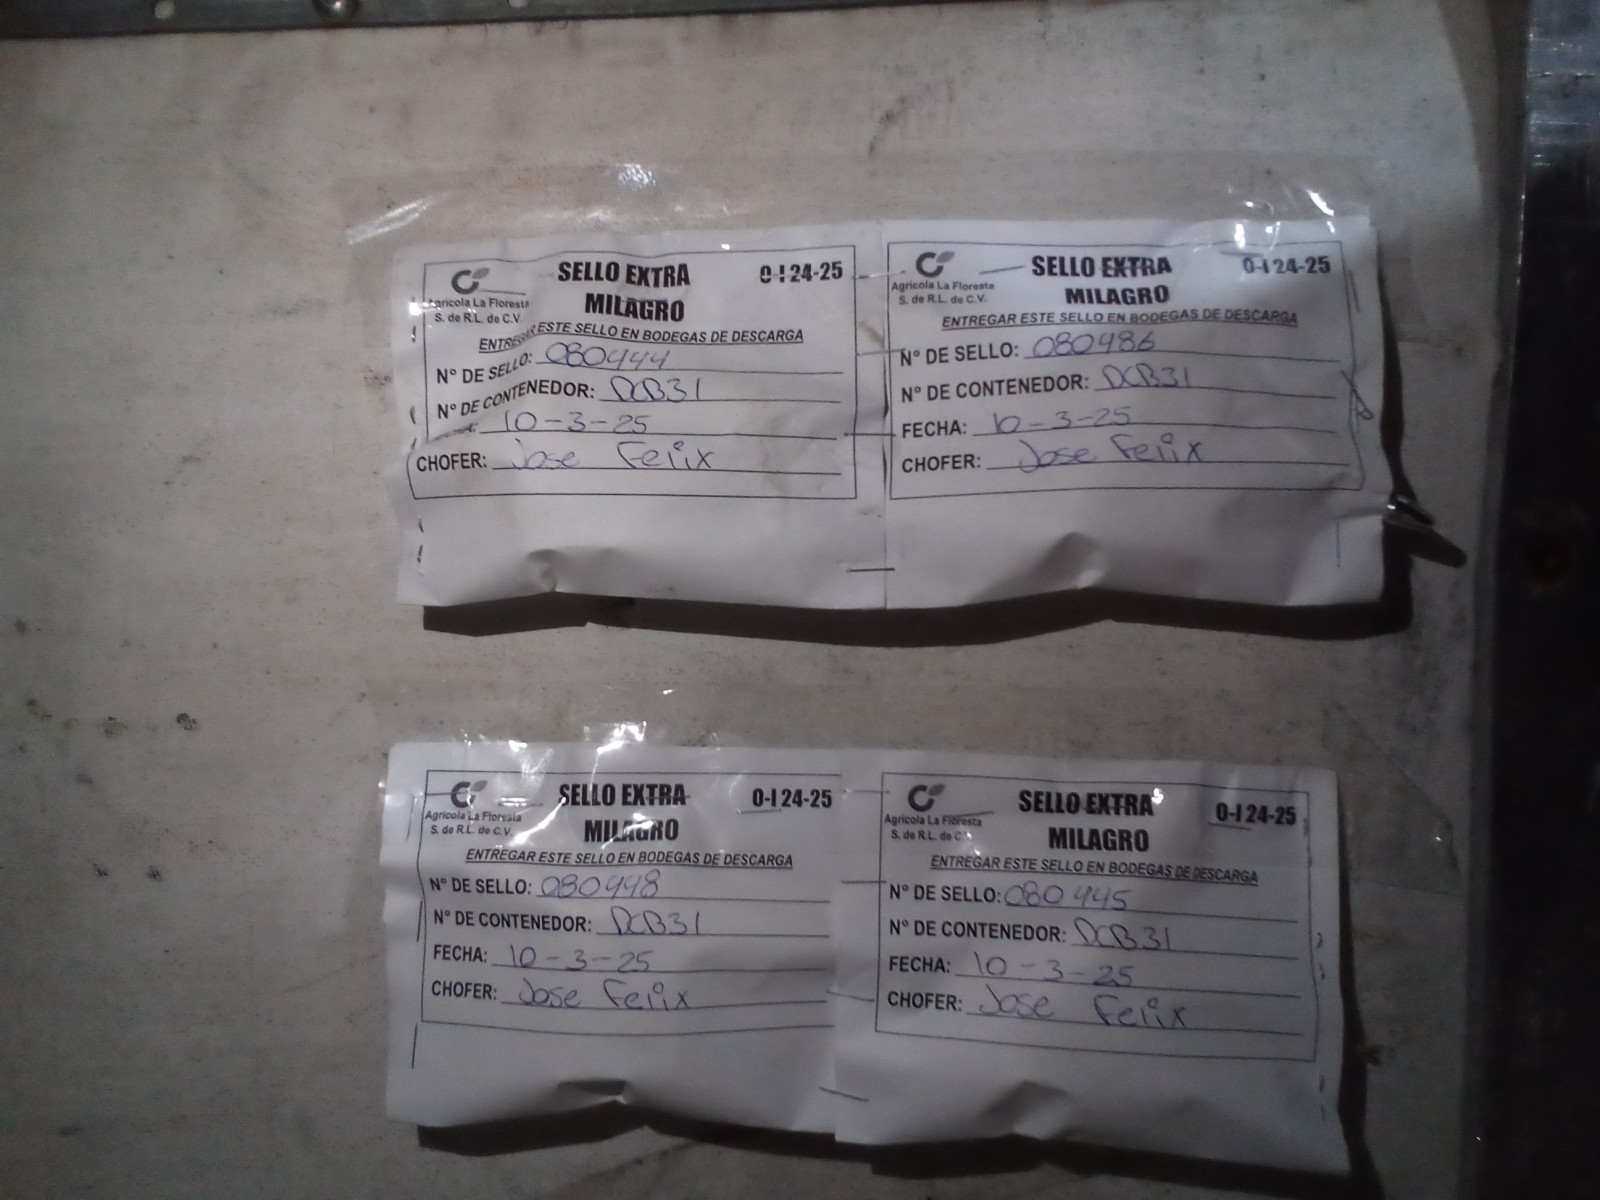 SELLO EXTRA 0-I 24-25
MILAGRO
Agrícola La Floresta
S. de R.L. de C.V.
ENTREGAR ESTE SELLO EN BODEGAS DE DESCARGA
N° DE SELLO: 080444
N° DE CONTENEDOR: DCB31
10-3-25
CHOFER: Jose Felix
SELLO EXTRA 0-I 24-25
MILAGRO
Agrícola La Floresta
S. de R.L. de C.V.
ENTREGAR ESTE SELLO EN BODEGAS DE DESCARGA
N° DE SELLO: 080486
N° DE CONTENEDOR: DCB31
FECHA: 10-3-25
CHOFER: Jose Felix
SELLO EXTRA 0-I 24-25
MILAGRO
Agrícola La Floresta
S. de R.L. de C.V.
ENTREGAR ESTE SELLO EN BODEGAS DE DESCARGA
N° DE SELLO: 080448
N° DE CONTENEDOR: DCB31
FECHA: 10-3-25
CHOFER: Jose Felix
SELLO EXTRA 0-I 24-25
MILAGRO
Agrícola La Floresta
S. de R.L. de C.V.
ENTREGAR ESTE SELLO EN BODEGAS DE DESCARGA
N° DE SELLO: 080445
N° DE CONTENEDOR: DCB31
FECHA: 10-3-25
CHOFER: Jose Felix